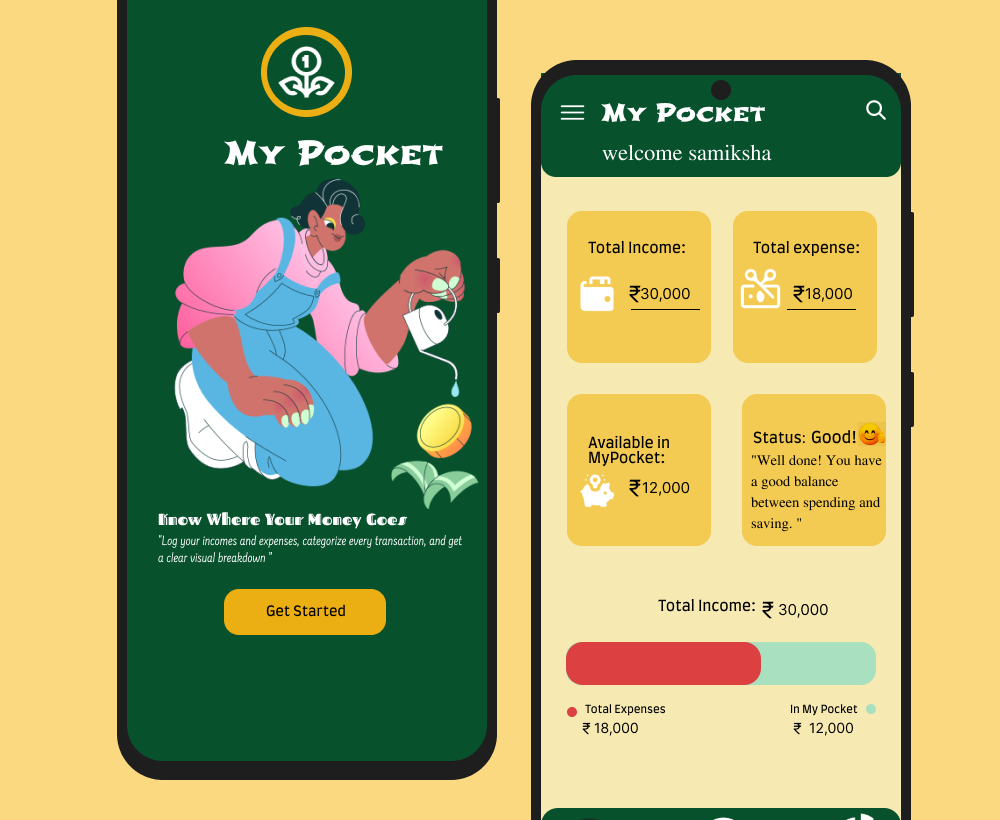 1
My Pocket
Know Where Your Money Goes
"Log your incomes and expenses, categorize every transaction, and get
a clear visual breakdown "
Get Started
My Pocket
welcome samiksha
Total Income:
₹30,000
Total expense:
₹18,000
Available in
MyPocket:
₹12,000
Status: Good!🤗
"Well done! You have
a good balance
between spending and
saving. "
Total Income: ₹ 30,000
Total Expenses
₹ 18,000
In My Pocket
₹ 12,000